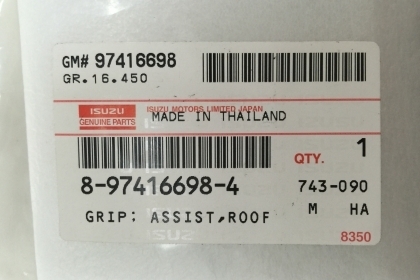 GM# 97416698
GR.16.450
ISUZU
GENUINE PARTS
ISUZU MOTORS LIMITED JAPAN
MADE IN THAILAND
QTY. 1
8-97416698-4 743-090
GRIP: ASSIST,ROOF M HA
ISUZ
8350